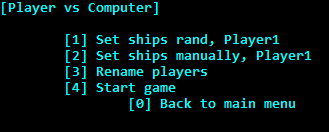 [Player vs Computer]
[1] Set ships rand, Player1
[2] Set ships manually, Player1
[3] Rename players
[4] Start game
[0] Back to main menu